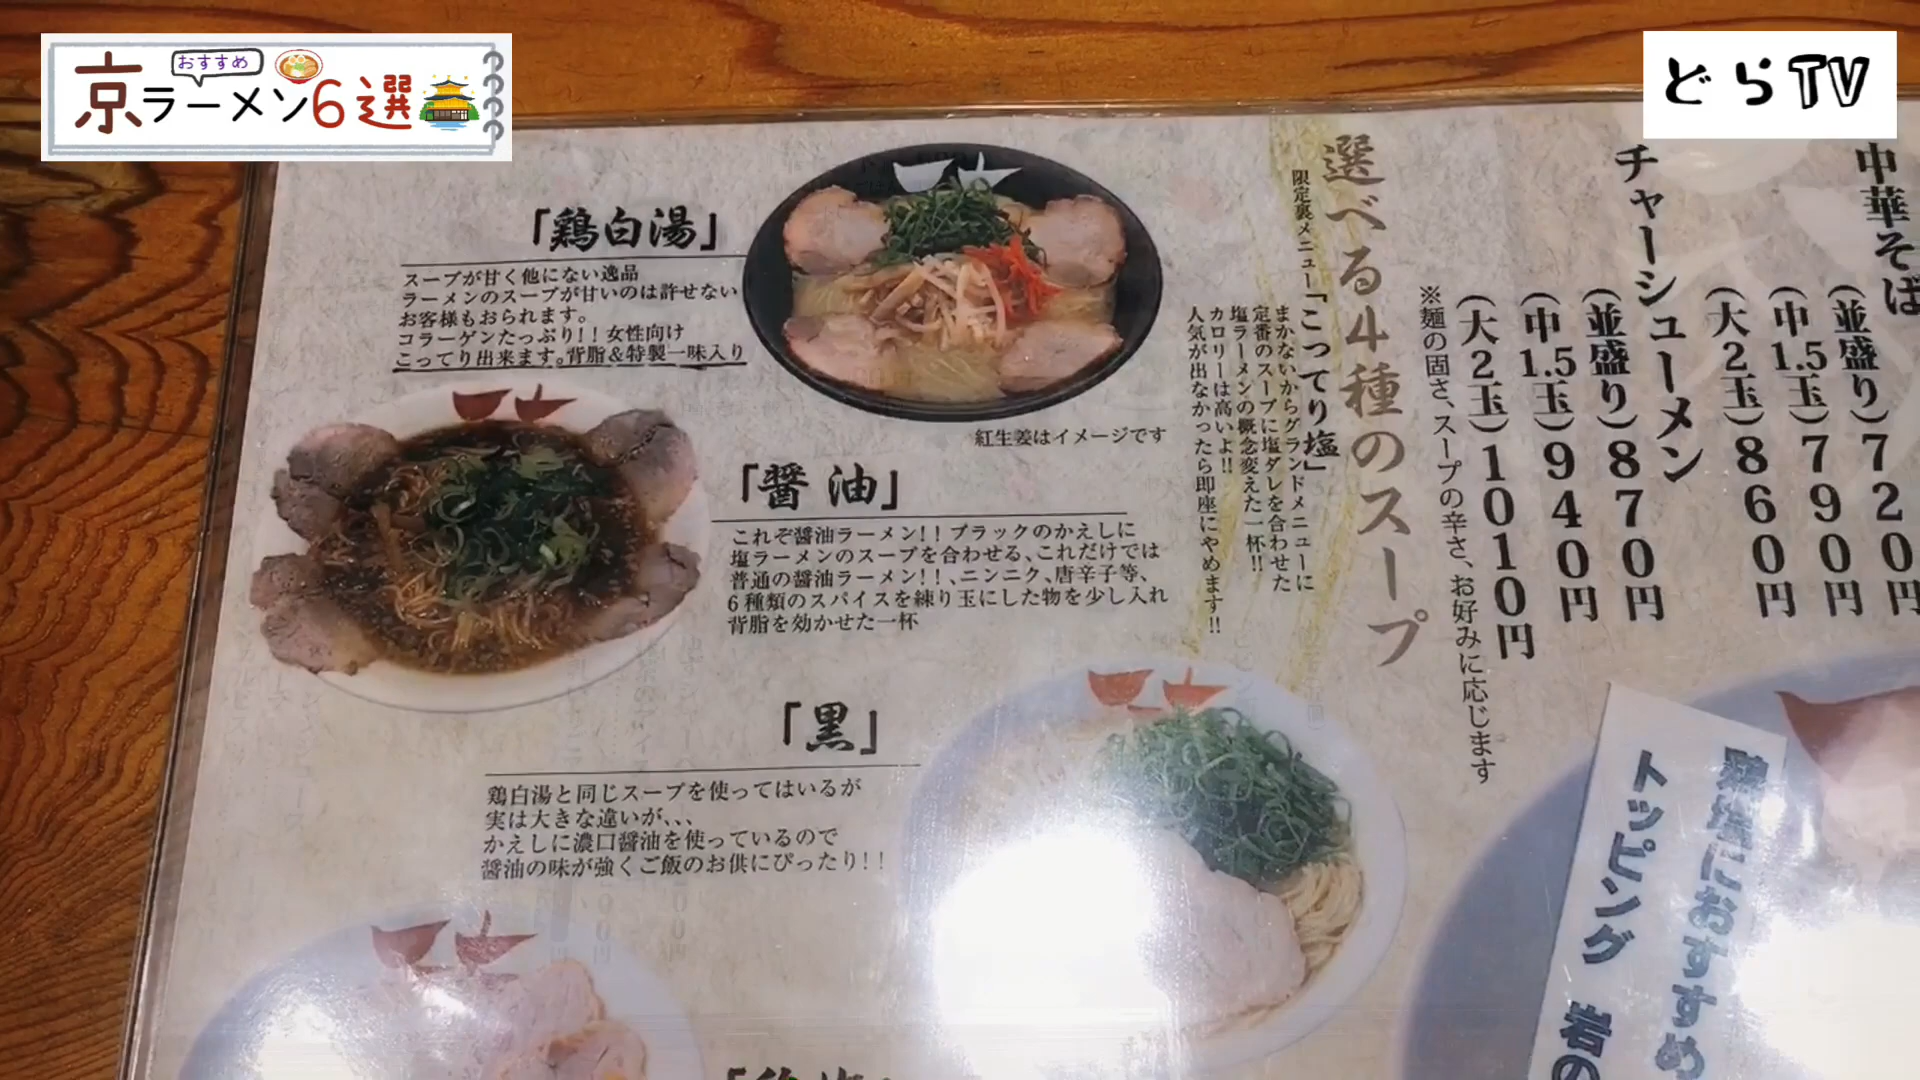 おすすめ
京ラーメン6選
どらTV
中華そば
(並盛り)720円
(中1.5玉)790円
(大2玉)860円
チャーシューメン
(並盛り)870円
(中1.5玉)940円
(大2玉)1010円
※麺の固さ、スープの辛さ、お好みに応じます
選べる4種のスープ
限定裏メニュー「こってり塩」
まかないからグランドメニューに
定番のスープに塩ダレを合わせた
塩ラーメンの概念変えた一杯!!
カロリーは高いよ!!
人気が出なかったら即座にやめます!!
「鶏白湯」
スープが甘く他にない逸品
ラーメンのスープが甘いのは許せない
お客様もおられます。
コラーゲンたっぷり!!女性向け
こってり出来ます。背脂&特製一味入り
紅生姜はイメージです
「醤油」
これぞ醤油ラーメン!!ブラックのかえしに
塩ラーメンのスープを合わせる、これだけでは
普通の醤油ラーメン!!、ニンニク、唐辛子等、
6種類のスパイスを練り玉にした物を少し入れ
背脂を効かせた一杯
「黒」
鶏白湯と同じスープを使ってはいるが
実は大きな違いが、、、
かえしに濃口醤油を使っているので
醤油の味が強くご飯のお供にぴったり!!
鶏塩におすすめ
トッピング 岩の